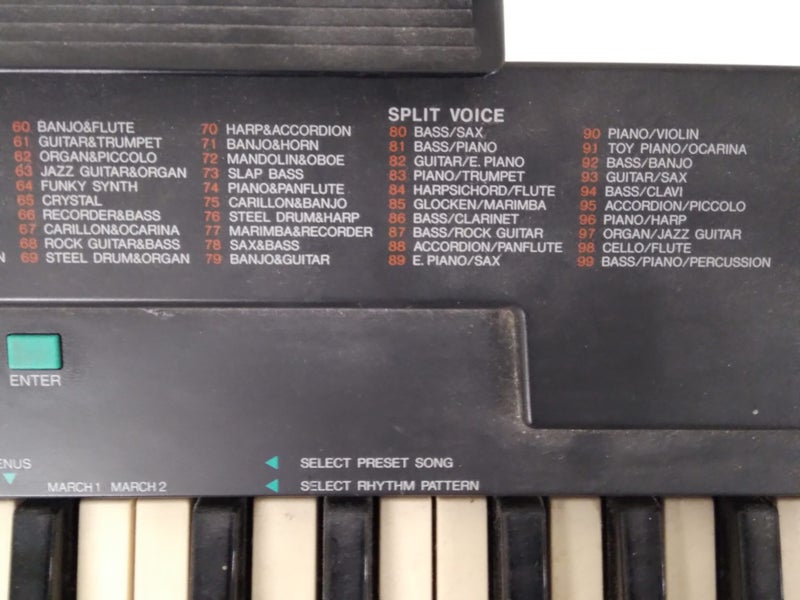 60 BANJO&FLUTE
61 GUITAR&TRUMPET
62 ORGAN&PICCOLO
63 JAZZ GUITAR&ORGAN
64 FUNKY SYNTH
65 CRYSTAL
66 RECORDER&BASS
67 CARILLON&OCARINA
68 ROCK GUITAR&BASS
N 69 STEEL DRUM&ORGAN
70 HARP&ACCORDION
71 BANJO&HORN
72 MANDOLIN&OBOE
73 SLAP BASS
74 PIANO&PANFLUTE
75 CARILLON&BANJO
76 STEEL DRUM&HARP
77 MARIMBA&RECORDER
78 SAX&BASS
79 BANJO&GUITAR
SPLIT VOICE
80 BASS/SAX
81 BASS/PIANO
82 GUITAR/E. PIANO
83 PIANO/TRUMPET
84 HARPSICHORD/FLUTE
85 GLOCKEN/MARIMBA
86 BASS/CLARINET
87 BASS/ROCK GUITAR
88 ACCORDION/PANFLUTE
89 E. PIANO/SAX
90 PIANO/VIOLIN
91 TOY PIANO/OCARINA
92 BASS/BANJO
93 GUITAR/SAX
94 BASS/CLAVI
95 ACCORDION/PICCOLO
96 PIANO/HARP
97 ORGAN/JAZZ GUITAR
98 CELLO/FLUTE
99 BASS/PIANO/PERCUSSION
ENTER
ENUS
MARCH 1 MARCH 2
SELECT PRESET SONG
SELECT RHYTHM PATTERN